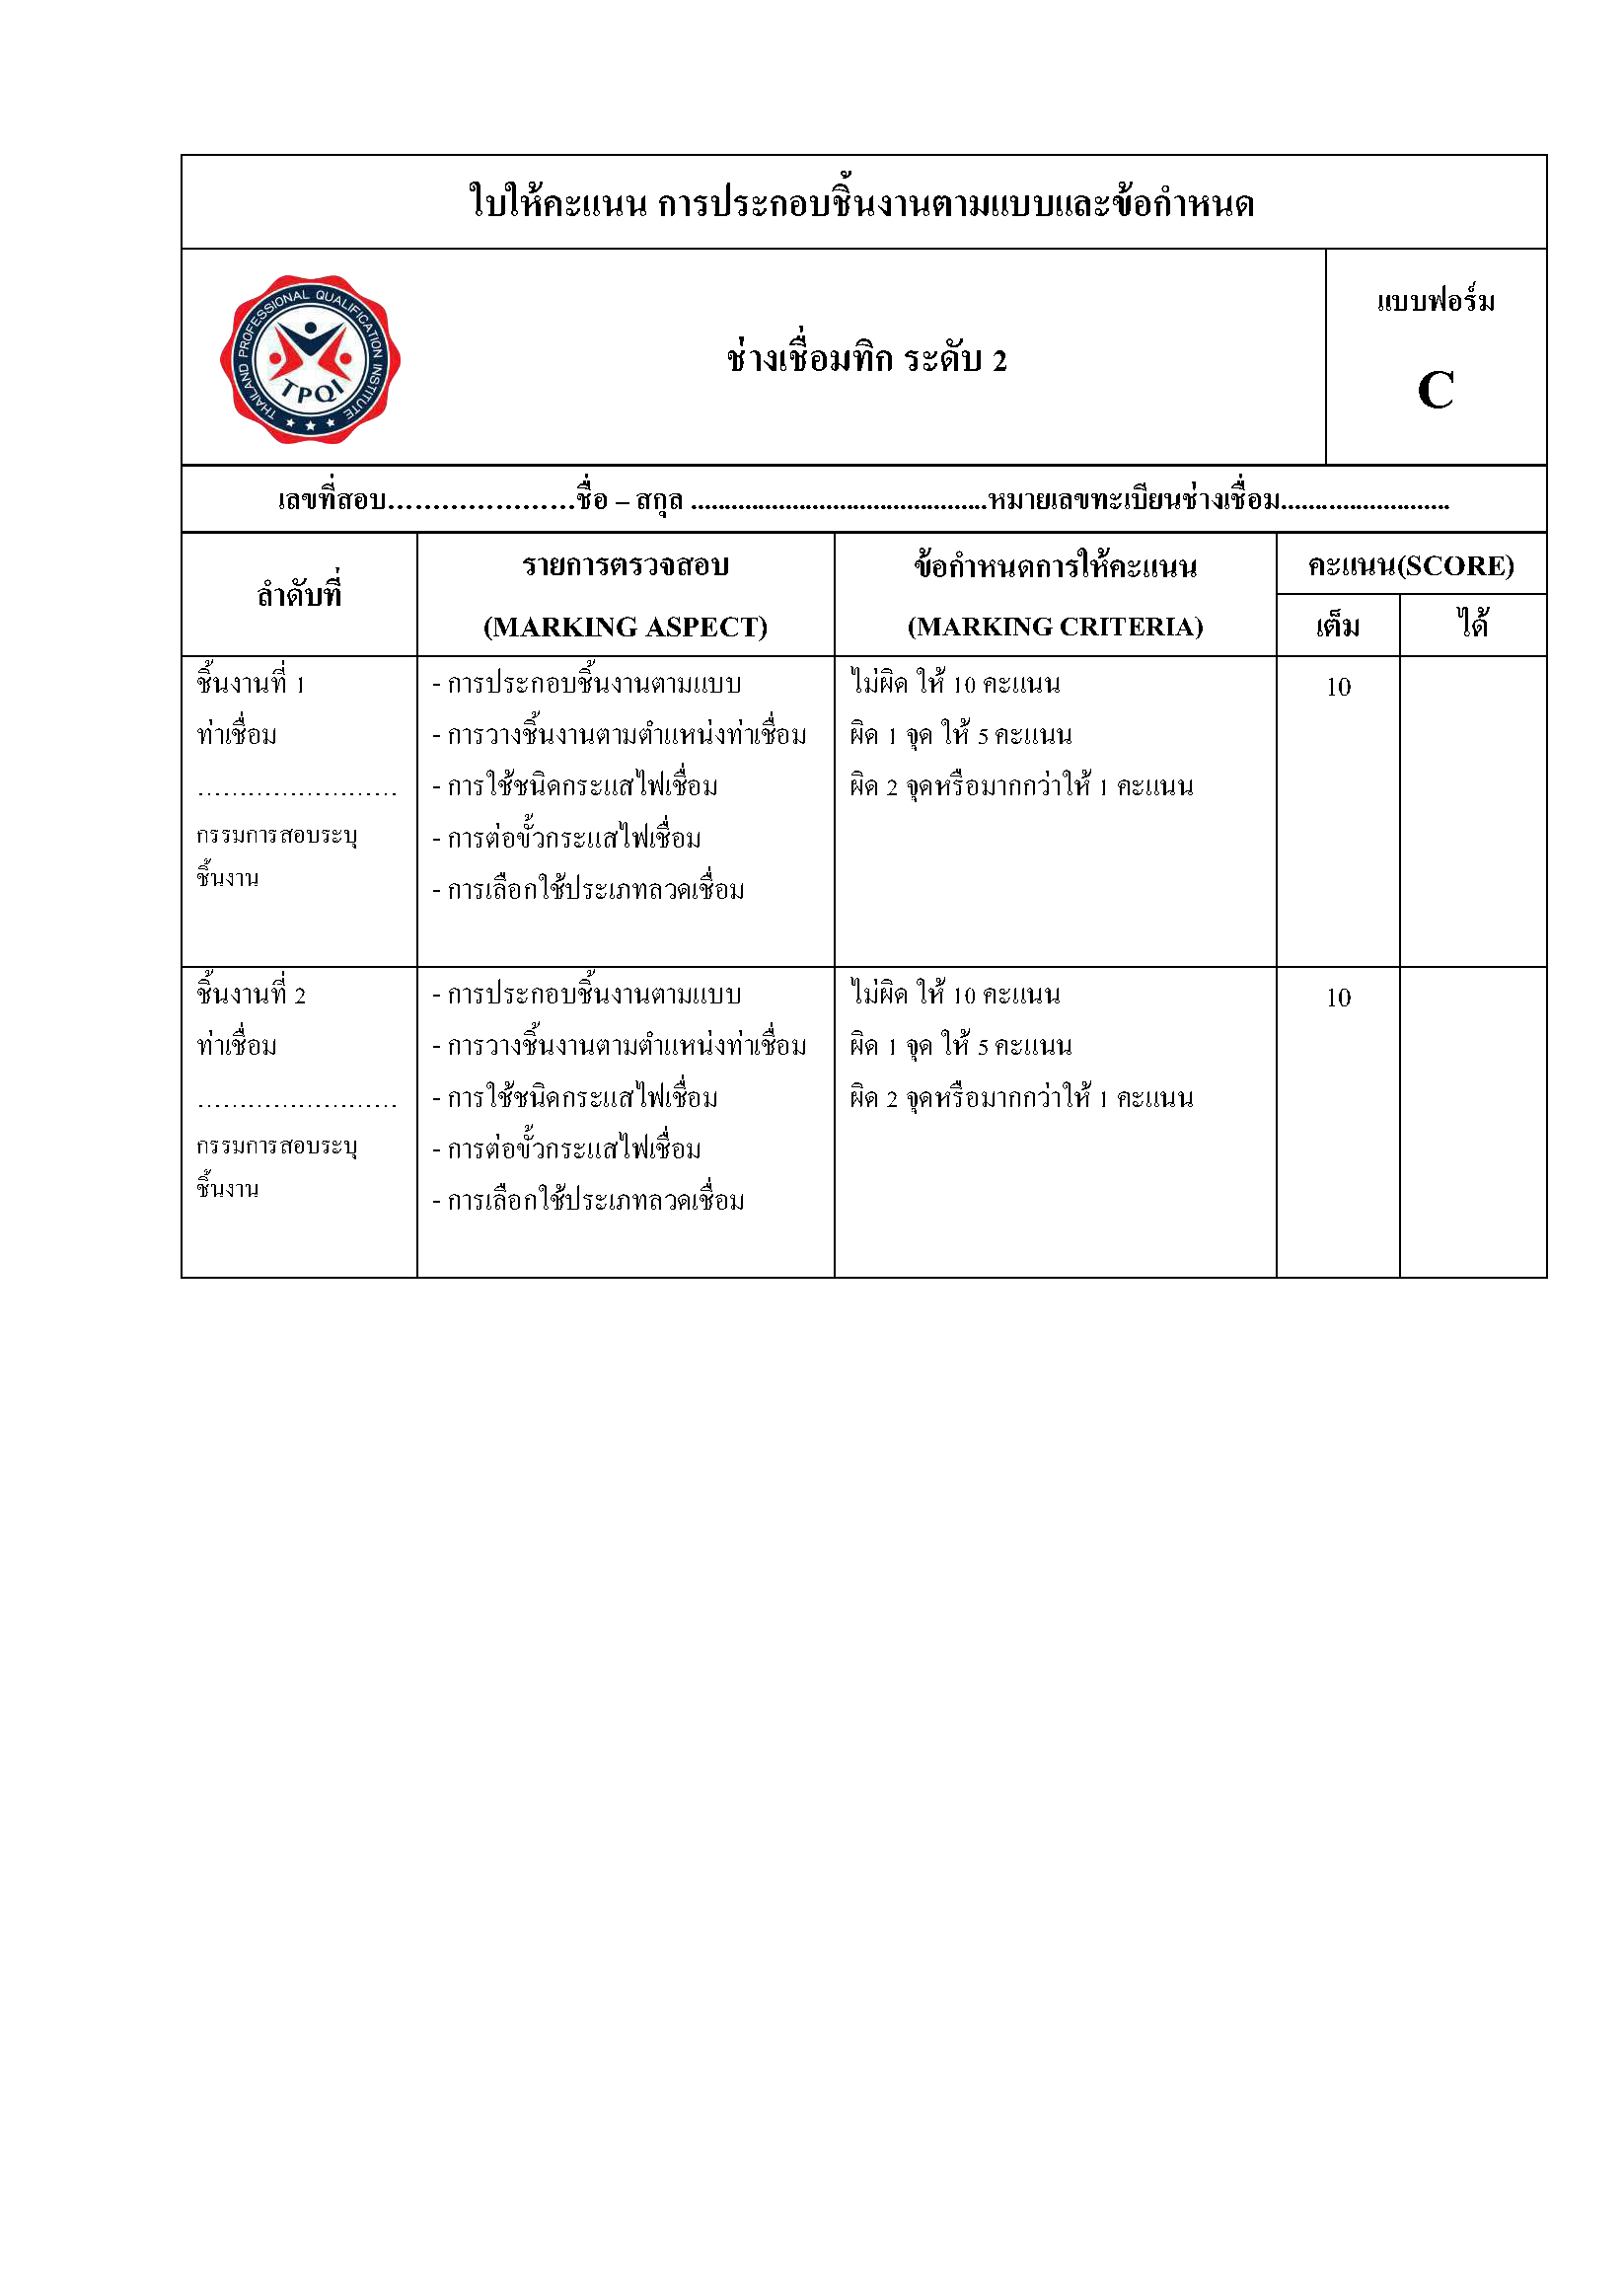 ใบให้คะแนน การประกอบชิ้นงานตามแบบและข้อกำหนด
THAILAND PROFESSIONAL QUALIFICATION INSTITUTE
TPQI
ช่างเชื่อมทิก ระดับ 2
แบบฟอร์ม
C
เลขที่สอบ.....................ชื่อ – สกุล ............................................หมายเลขทะเบียนช่างเชื่อม.........................
ลำดับที่
รายการตรวจสอบ
(MARKING ASPECT)
ข้อกำหนดการให้คะแนน
(MARKING CRITERIA)
คะแนน(SCORE)
เต็ม
ได้
ชิ้นงานที่ 1
ท่าเชื่อม
........................
กรรมการสอบระบุ
ชิ้นงาน
- การประกอบชิ้นงานตามแบบ
- การวางชิ้นงานตามตำแหน่งท่าเชื่อม
- การใช้ชนิดกระแสไฟเชื่อม
- การต่อขั้วกระแสไฟเชื่อม
- การเลือกใช้ประเภทลวดเชื่อม
ไม่ผิด ให้ 10 คะแนน
ผิด 1 จุด ให้ 5 คะแนน
ผิด 2 จุดหรือมากกว่าให้ 1 คะแนน
10
ชิ้นงานที่ 2
ท่าเชื่อม
........................
กรรมการสอบระบุ
ชิ้นงาน
- การประกอบชิ้นงานตามแบบ
- การวางชิ้นงานตามตำแหน่งท่าเชื่อม
- การใช้ชนิดกระแสไฟเชื่อม
- การต่อขั้วกระแสไฟเชื่อม
- การเลือกใช้ประเภทลวดเชื่อม
ไม่ผิด ให้ 10 คะแนน
ผิด 1 จุด ให้ 5 คะแนน
ผิด 2 จุดหรือมากกว่าให้ 1 คะแนน
10